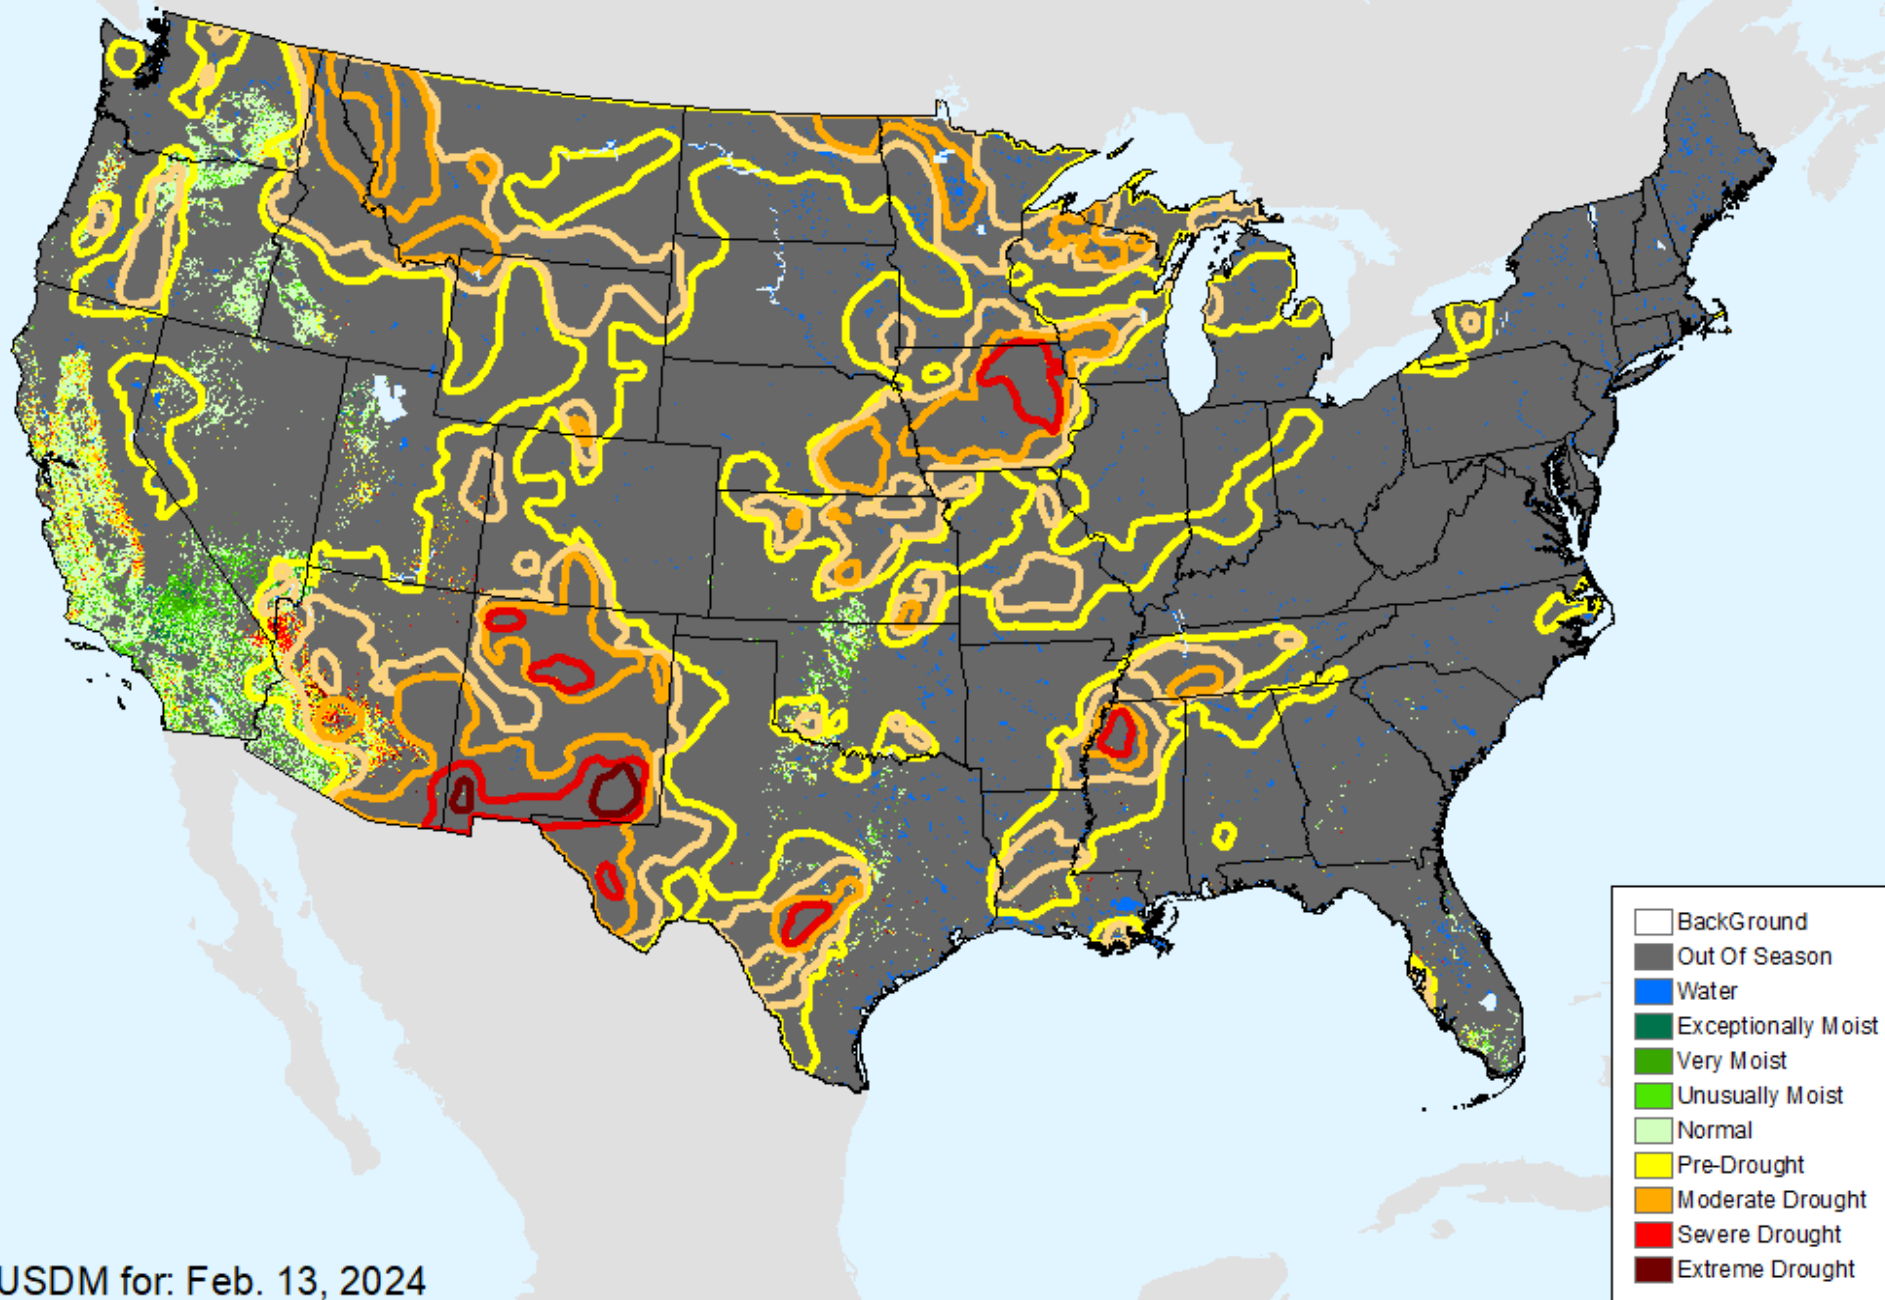 BackGround
Out Of Season
Water
Exceptionally Moist
Very Moist
Unusually Moist
Normal
Pre-Drought
Moderate Drought
Severe Drought
Extreme Drought
USDM for: Feb. 13, 2024